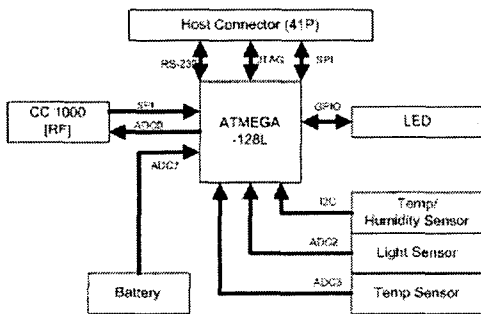 Host Connector (41P)
RS-232
JTAG
SPI
CC 1000
[RF]
SPI
ADC0
ATMEGA
-128L
GPIO
LED
ADC7
I2C
Temp/
Humidity Sensor
ADC2
Light Sensor
ADC3
Temp Sensor
Battery